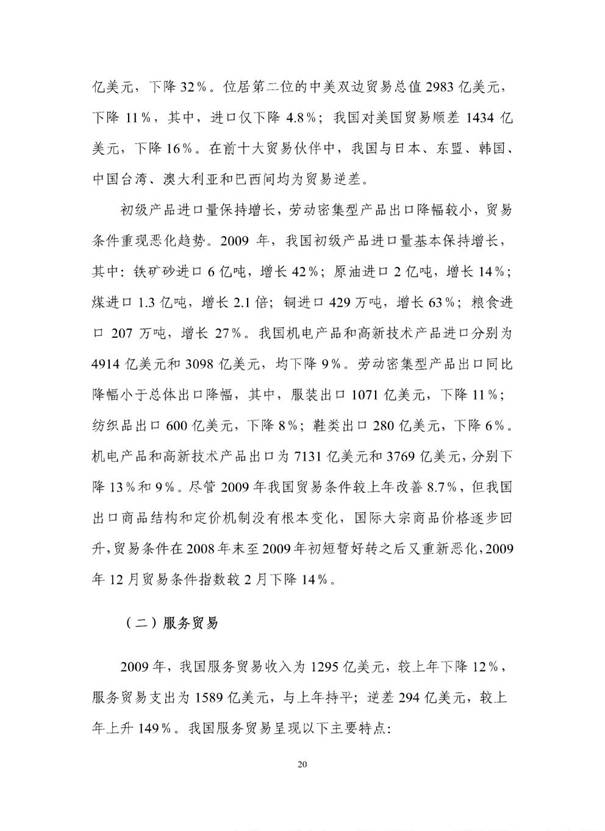 亿美元，下降 32%。位居第二位的中美双边贸易总值 2983 亿美元，
下降 11%，其中，进口仅下降 4.8%；我国对美国贸易顺差 1434 亿
美元，下降 16%。在前十大贸易伙伴中，我国与日本、东盟、韩国、
中国台湾、澳大利亚和巴西间均为贸易逆差。
初级产品进口量保持增长，劳动密集型产品出口降幅较小，贸易
条件重现恶化趋势。2009 年，我国初级产品进口量基本保持增长，
其中：铁矿砂进口 6 亿吨，增长 42%；原油进口 2 亿吨，增长 14%；
煤进口 1.3 亿吨，增长 2.1 倍；铜进口 429 万吨，增长 63%；粮食进
口 207 万吨，增长 27%。我国机电产品和高新技术产品进口分别为
4914 亿美元和 3098 亿美元，均下降 9%。劳动密集型产品出口同比
降幅小于总体出口降幅，其中，服装出口 1071 亿美元，下降 11%；
纺织品出口 600 亿美元，下降 8%；鞋类出口 280 亿美元，下降 6%。
机电产品和高新技术产品出口为 7131 亿美元和 3769 亿美元，分别下
降 13%和 9%。尽管 2009 年我国贸易条件较上年改善 8.7%，但我国
出口商品结构和定价机制没有根本变化，国际大宗商品价格逐步回
升，贸易条件在 2008 年末至 2009 年初短暂好转之后又重新恶化，2009
年 12 月贸易条件指数较 2 月下降 14%。
（二）服务贸易
2009 年，我国服务贸易收入为 1295 亿美元，较上年下降 12%，
服务贸易支出为 1589 亿美元，与上年持平；逆差 294 亿美元，较上
年上升 149%。我国服务贸易呈现以下主要特点：
20